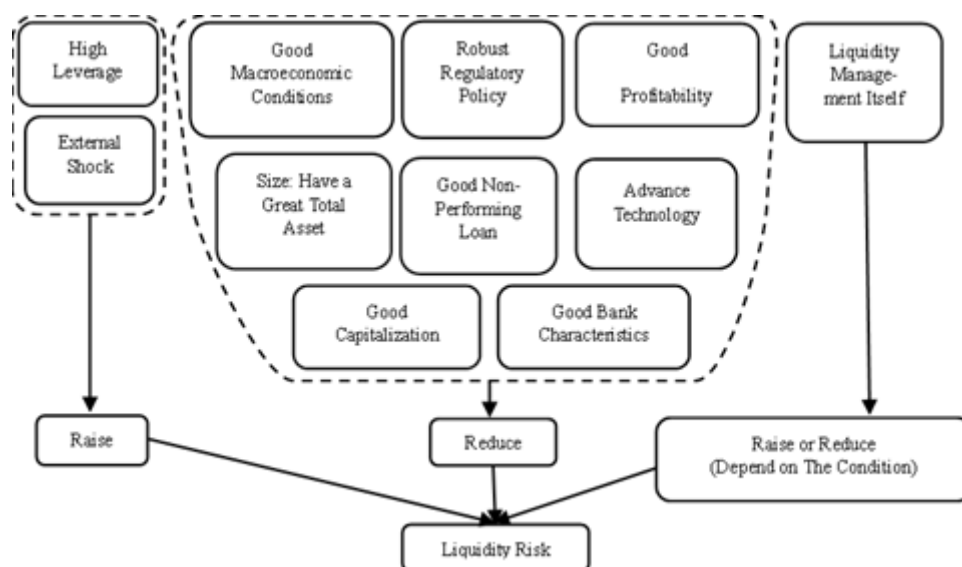 High
Leverage
External
Shock
Good
Macroeconomic
Conditions
Robust
Regulatory
Policy
Good
Profitability
Size: Have a
Great Total
Asset
Good Non-
Performing
Loan
Advance
Technology
Good
Capitalization
Good Bank
Characteristics
Liquidity
Manage-
ment Itself
Raise
Reduce
Raise or Reduce
(Depend on The Condition)
Liquidity Risk